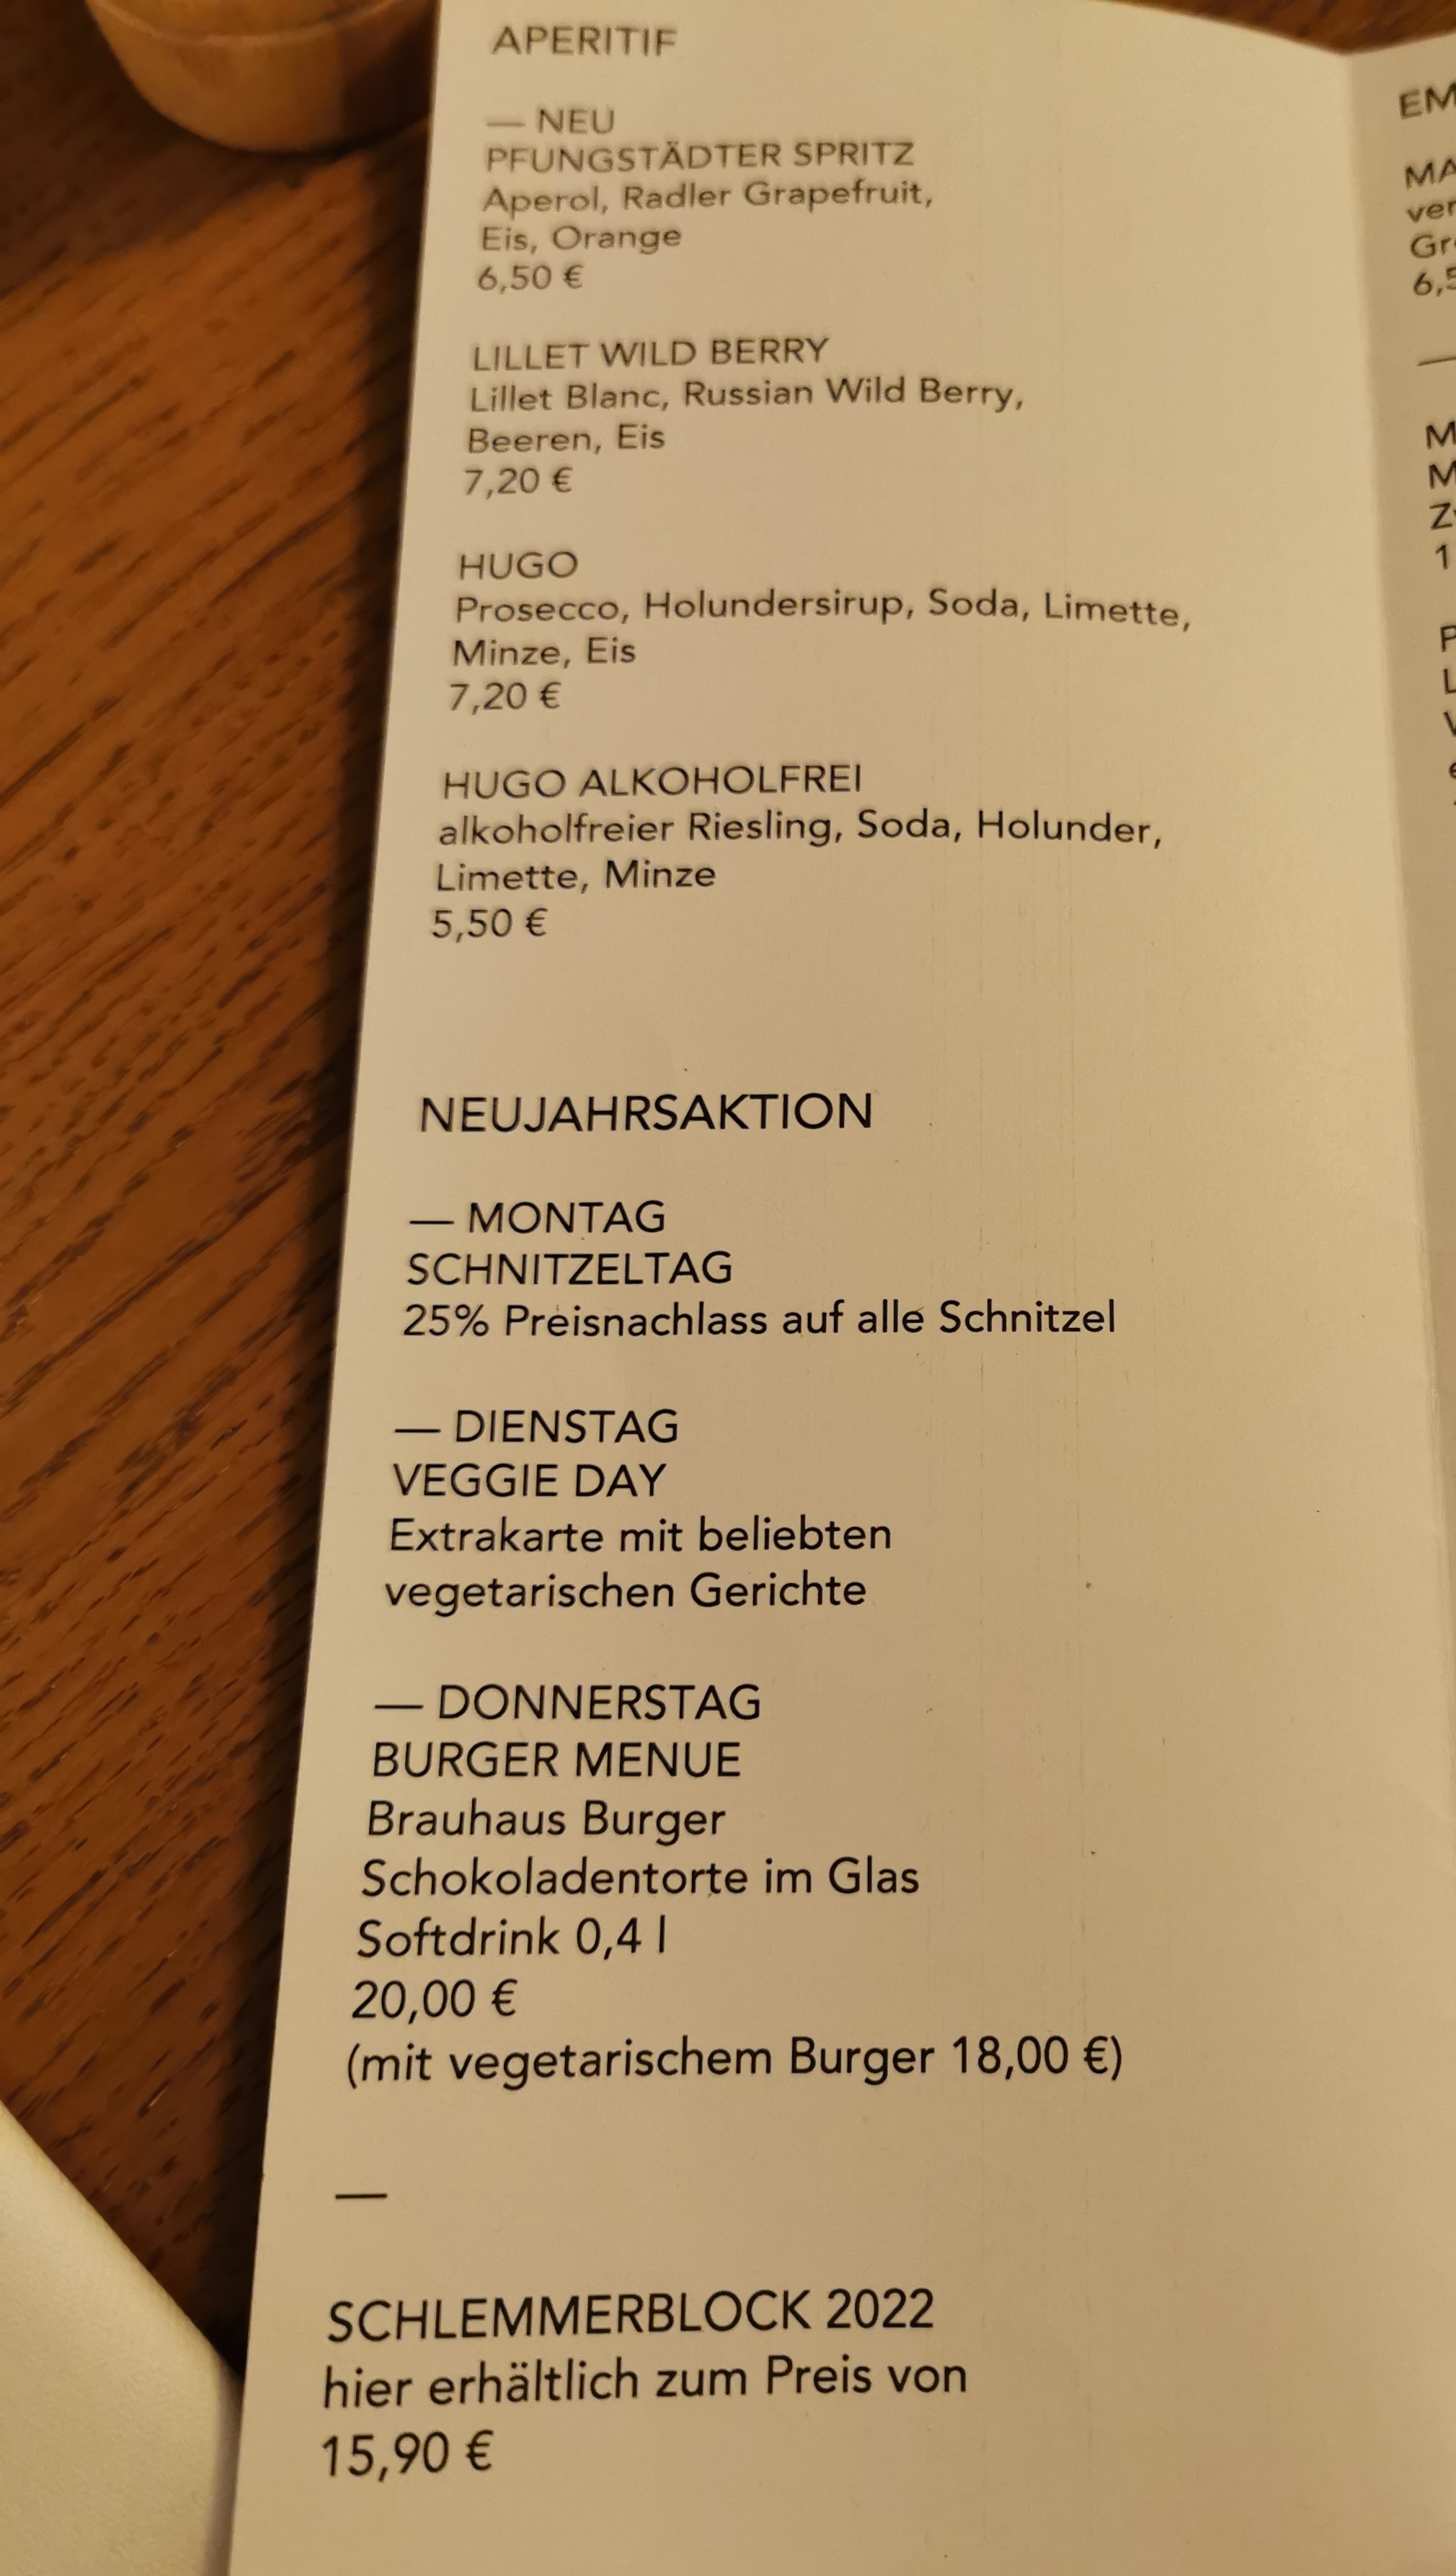 APERITIF
— NEU
PFUNGSTÄDTER SPRITZ
Aperol, Radler Grapefruit,
Eis, Orange
6,50 €
LILLET WILD BERRY
Lillet Blanc, Russian Wild Berry,
Beeren, Eis
7,20 €
HUGO
Prosecco, Holundersirup, Soda, Limette,
Minze, Eis
7,20 €
HUGO ALKOHOLFREI
alkoholfreier Riesling, Soda, Holunder,
Limette, Minze
5,50 €
NEUJAHRSAKTION
— MONTAG
SCHNITZELTAG
25% Preisnachlass auf alle Schnitzel
— DIENSTAG
VEGGIE DAY
Extrakarte mit beliebten
vegetarischen Gerichte
— DONNERSTAG
BURGER MENUE
Brauhaus Burger
Schokoladentorte im Glas
Softdrink 0,4 l
20,00 €
(mit vegetarischem Burger 18,00 €)
—
SCHLEMMERBLOCK 2022
hier erhältlich zum Preis von
15,90 €